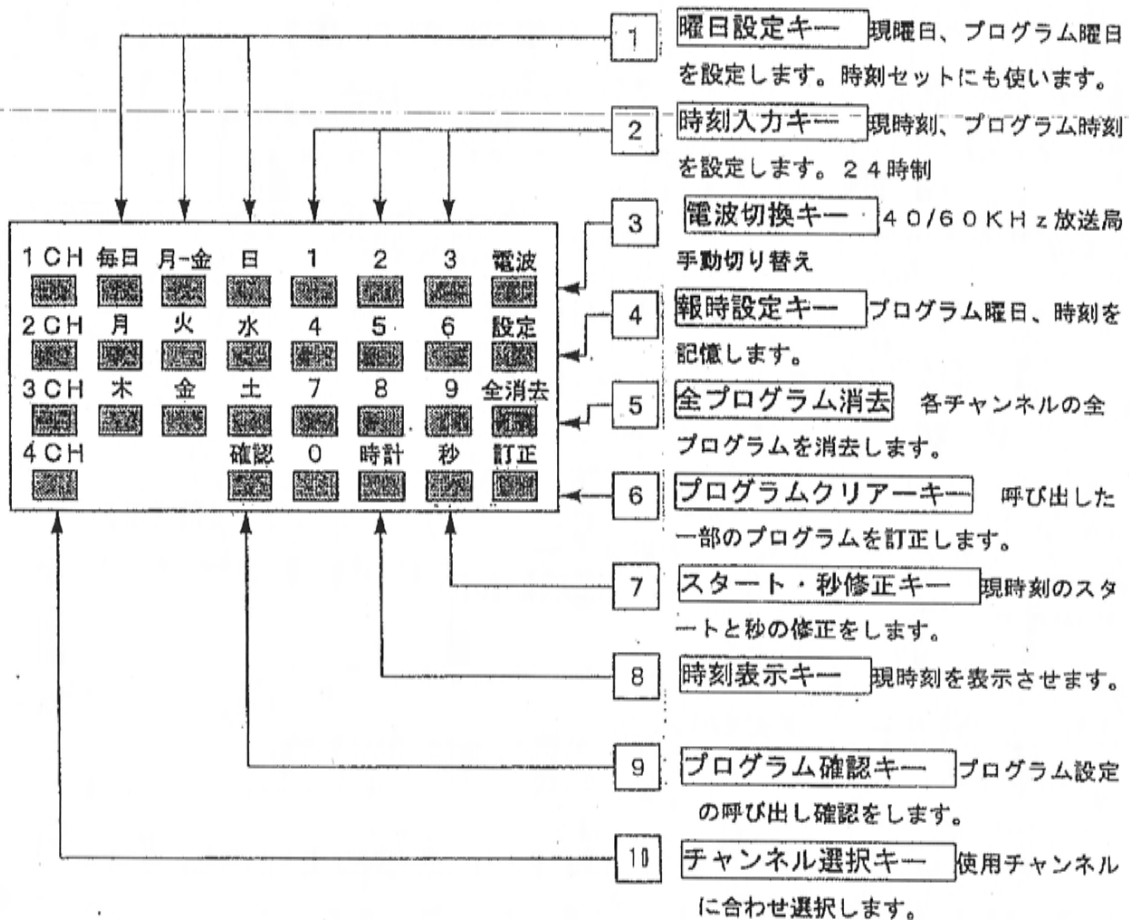 1 曜日設定キー 現曜日、プログラム曜日
を設定します。時刻セットにも使います。
2 時刻入力キー 現時刻、プログラム時刻
を設定します。24時制
3 電波切換キー 40/60KHz放送局
手動切り替え
4 報時設定キー プログラム曜日、時刻を
記憶します。
5 全プログラム消去 各チャンネルの全
プログラムを消去します。
6 プログラムクリアーキー 呼び出した
一部のプログラムを訂正します。
7 スタート・秒修正キー 現時刻のスタ
ートと秒の修正をします。
8 時刻表示キー 現時刻を表示させます。
9 プログラム確認キー プログラム設定
の呼び出し確認をします。
10 チャンネル選択キー 使用チャンネル
に合わせ選択します。
1CH 毎日 月-金 日 1 2 3 電波
2CH 月 火 水 4 5 6 設定
3CH 木 金 土 7 8 9 全消去
4CH 確認 0 時計 秒 訂正